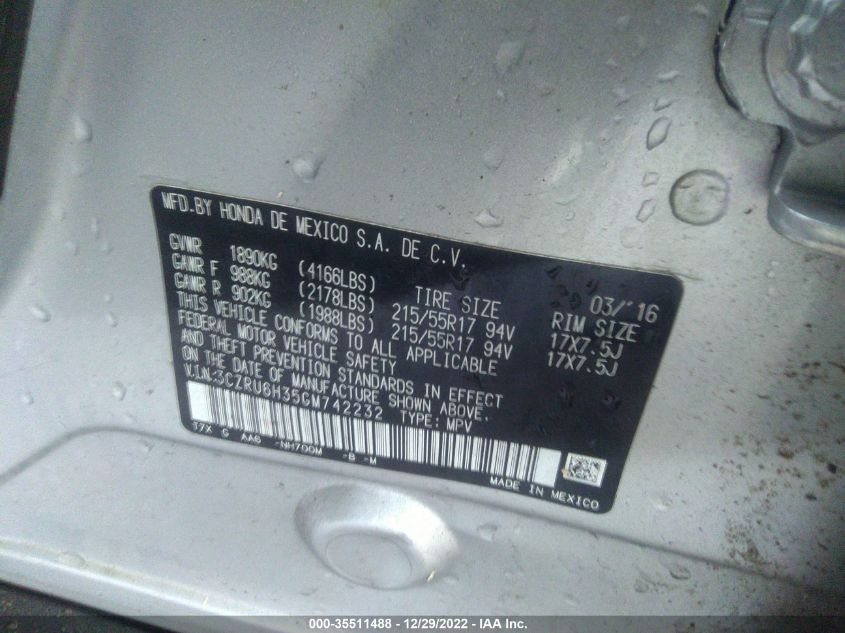 MFD.BY HONDA DE MEXICO S.A. DE C.V.
03/'16
GVWR 1890KG (4166LBS) TIRE SIZE RIM SIZE
GAWR F 988KG (2178LBS) 215/55R17 94V 17X7.5J
GAWR R 902KG (1988LBS) 215/55R17 94V 17X7.5J
THIS VEHICLE CONFORMS TO ALL APPLICABLE
FEDERAL MOTOR VEHICLE SAFETY
AND THEFT PREVENTION STANDARDS IN EFFECT
ON THE DATE OF MANUFACTURE SHOWN ABOVE.
V.I.N:3CZRU6H35GM742232 TYPE: MPV
T7X G AA6 -NH700M -B -M
MADE IN MEXICO
000-35511488 - 12/29/2022 - IAA Inc.